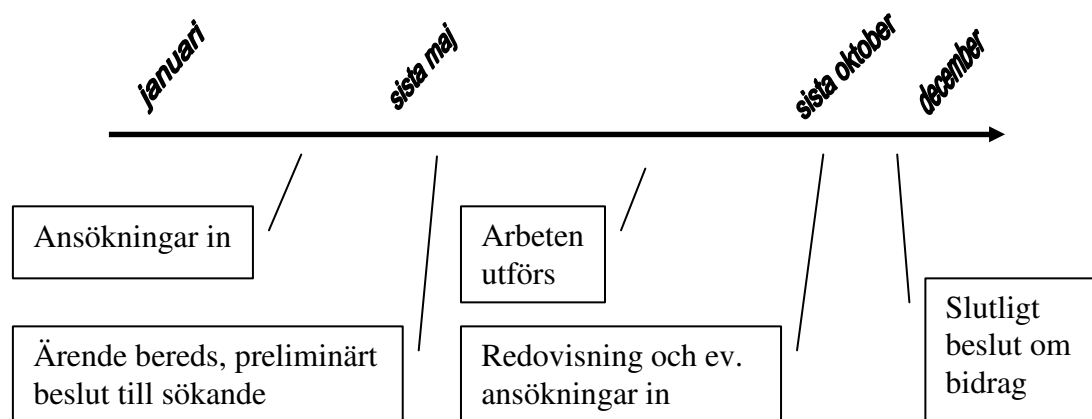 januari
sista maj
sista oktober
december
Ansökningar in
Arbeten
utförs
Ärende bereds, preliminärt
beslut till sökande
Redovisning och ev.
ansökningar in
Slutligt
beslut om
bidrag